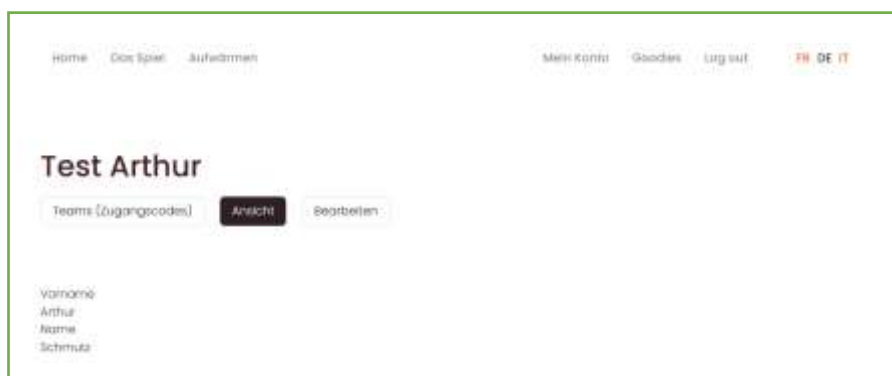 Home Das Spiel Aufwärmen Mein Konto Goodies Log out FR DE IT
Test Arthur
Teams (Zugangscodes) Ansicht Bearbeiten
Vorname
Arthur
Name
Schmutz